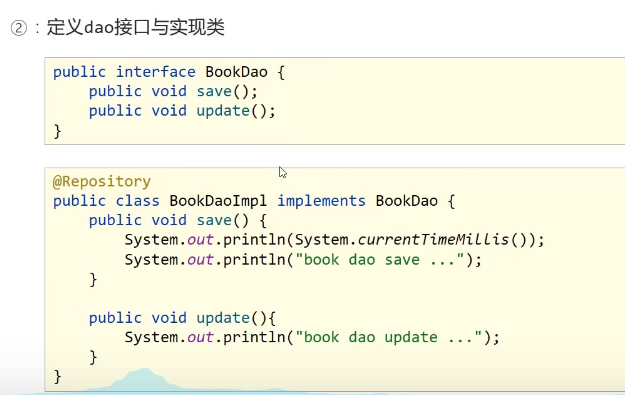 ②：定义dao接口与实现类
public interface BookDao {
    public void save();
    public void update();
}
@Repository
public class BookDaoImpl implements BookDao {
    public void save() {
        System.out.println(System.currentTimeMillis());
        System.out.println("book dao save ...");
    }
    public void update(){
        System.out.println("book dao update ...");
    }
}